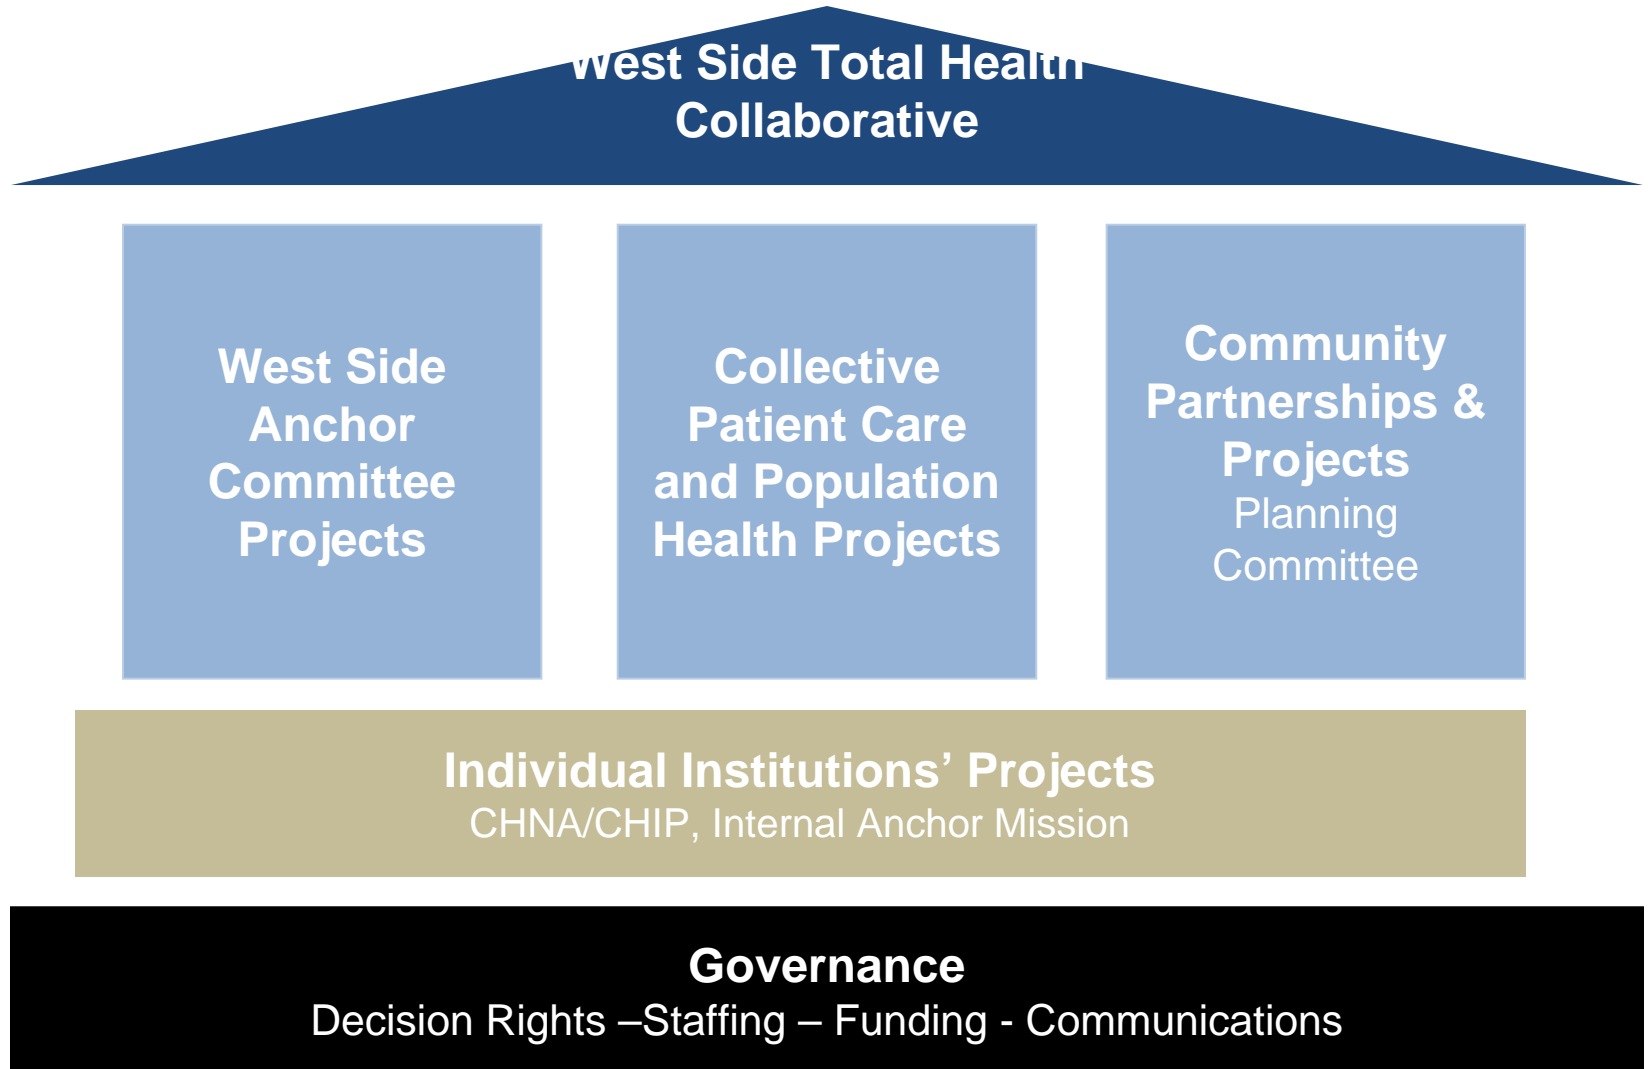 West Side Total Health
Collaborative
West Side
Anchor
Committee
Projects
Collective
Patient Care
and Population
Health Projects
Community
Partnerships &
Projects
Planning
Committee
Individual Institutions’ Projects
CHNA/CHIP, Internal Anchor Mission
Governance
Decision Rights –Staffing – Funding - Communications